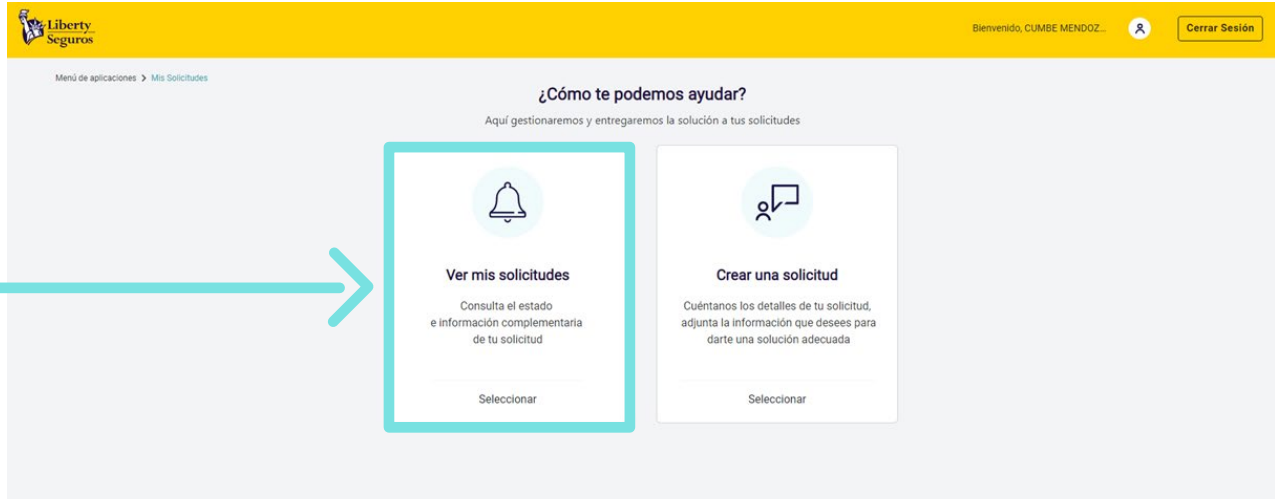 Liberty
Seguros
Bienvenido, CUMBE MENDOZ...
Cerrar Sesión
Menú de aplicaciones > Mis Solicitudes
¿Cómo te podemos ayudar?
Aquí gestionaremos y entregaremos la solución a tus solicitudes
Ver mis solicitudes
Consulta el estado
e información complementaria
de tu solicitud
Seleccionar
Crear una solicitud
Cuéntanos los detalles de tu solicitud,
adjunta la información que desees para
darte una solución adecuada
Seleccionar